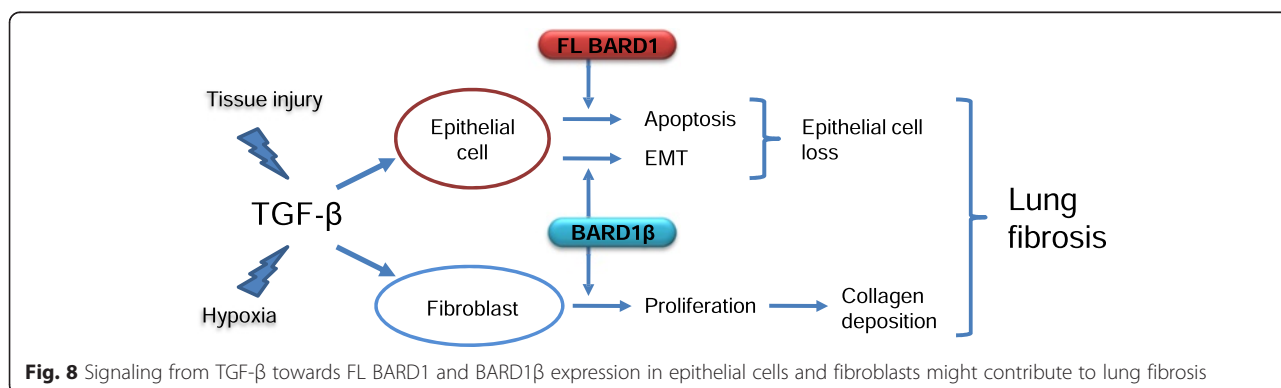 FL BARD1
Tissue injury
Epithelial
cell
Apoptosis
EMT
Epithelial cell
loss
TGF-β
BARD1β
Lung
fibrosis
Hypoxia
Fibroblast
Proliferation
Collagen
deposition
Fig. 8 Signaling from TGF-β towards FL BARD1 and BARD1β expression in epithelial cells and fibroblasts might contribute to lung fibrosis